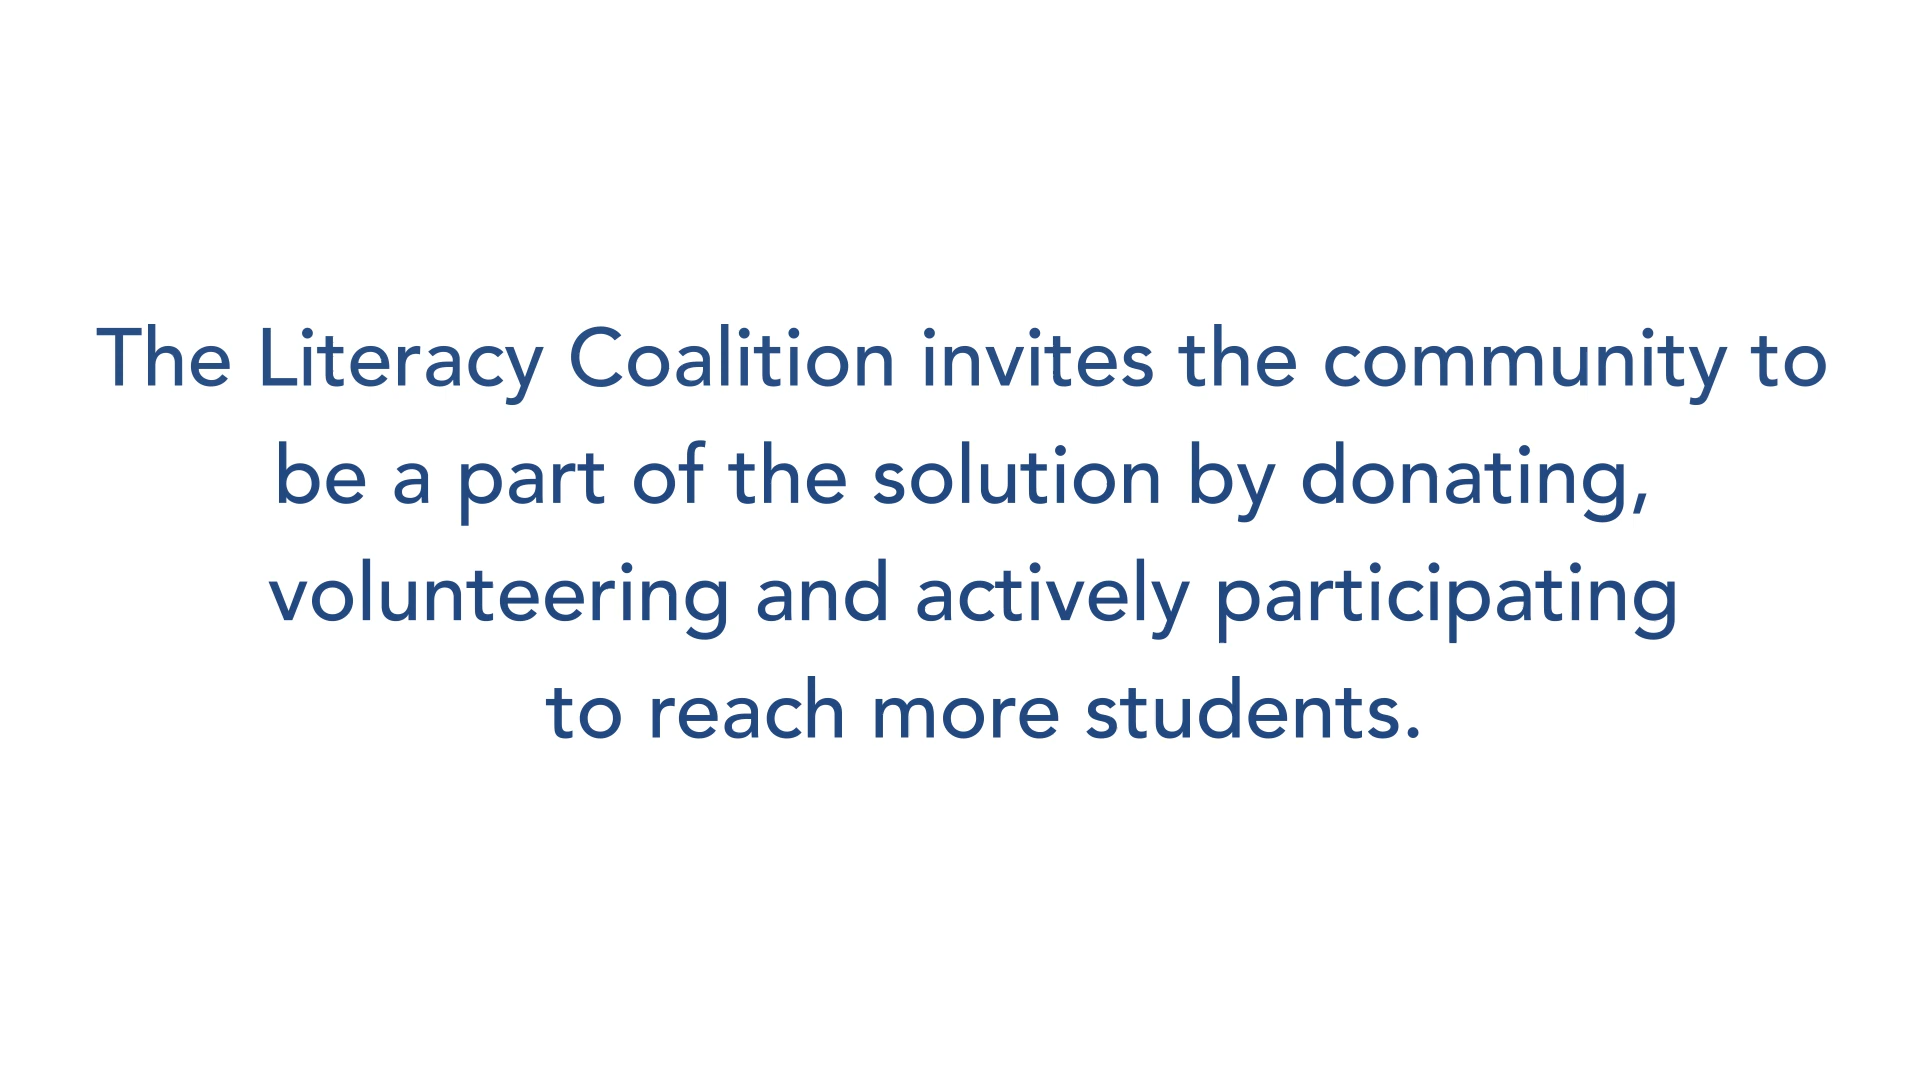 The Literacy Coalition invites the community to
be a part of the solution by donating,
volunteering and actively participating
to reach more students.